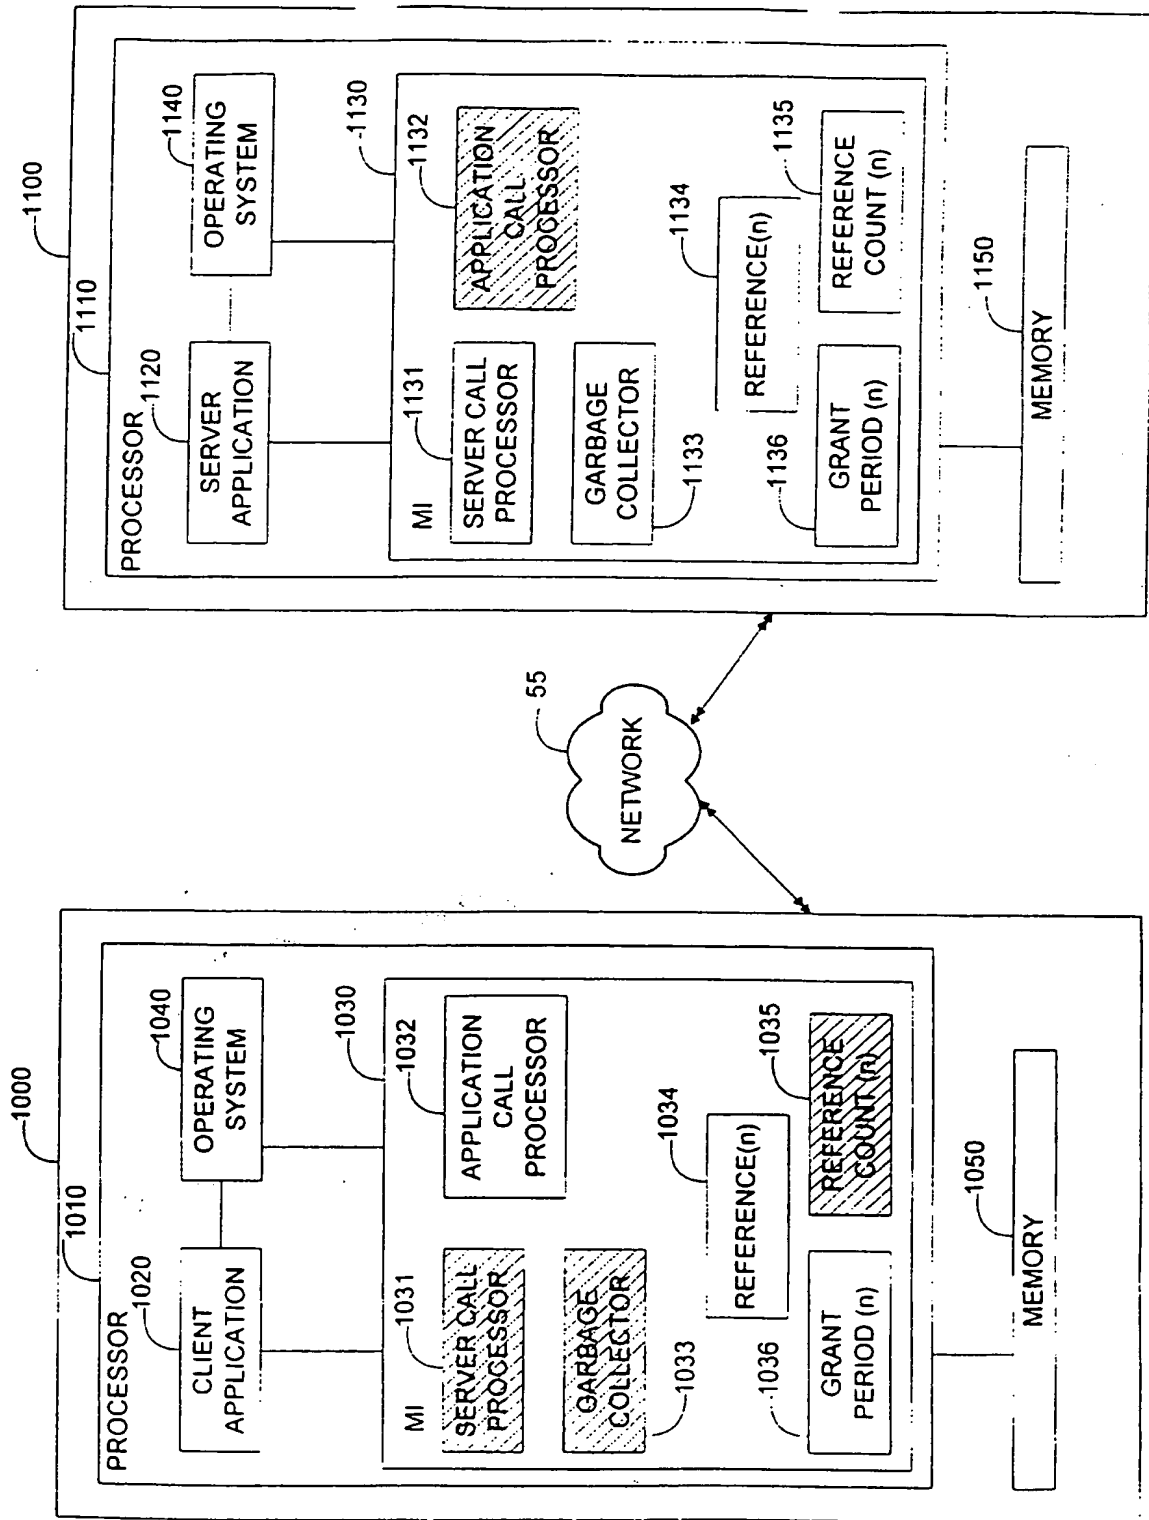 1000
1010
PROCESSOR
1020
CLIENT
APPLICATION
1040
OPERATING
SYSTEM
1030
MI
1031
SERVER CALL
PROCESSOR
1032
APPLICATION
CALL
PROCESSOR
GARBAGE
COLLECTOR
1033
1034
REFERENCE(n)
1036
GRANT
PERIOD (n)
1035
REFERENCE
COUNT (n)
1050
MEMORY
55
NETWORK
1100
1110
PROCESSOR
1120
SERVER
APPLICATION
1140
OPERATING
SYSTEM
1130
MI
1131
SERVER CALL
PROCESSOR
1132
APPLICATION
CALL
PROCESSOR
GARBAGE
COLLECTOR
1133
1134
REFERENCE(n)
1136
GRANT
PERIOD (n)
1135
REFERENCE
COUNT (n)
1150
MEMORY